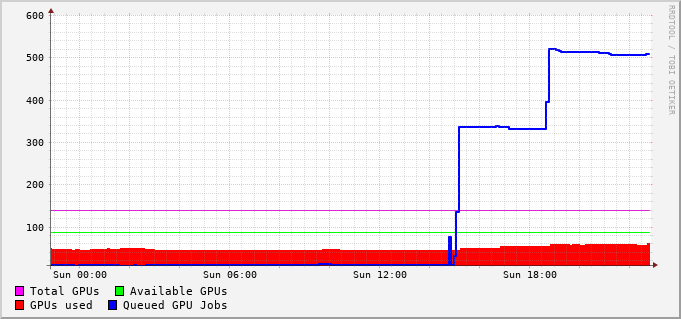 600
500
400
300
200
100
Sun 00:00 Sun 06:00 Sun 12:00 Sun 18:00
Total GPUs Available GPUs
GPUs used Queued GPU Jobs
RRDTOOL / TOBI OETIKER